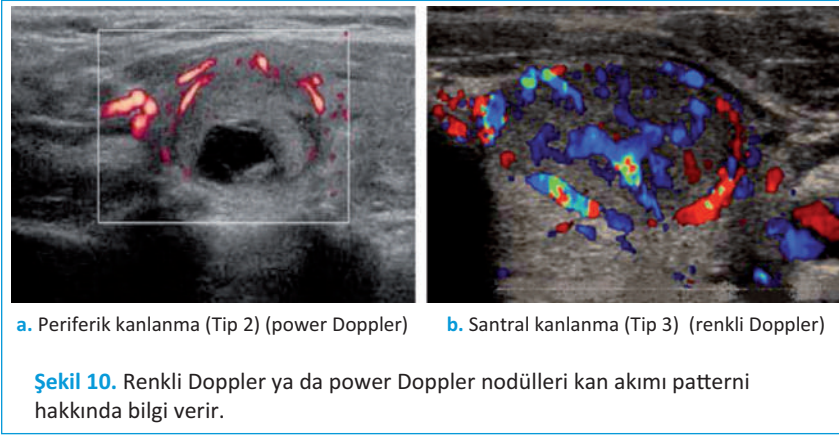 a. Periferik kanlanma (Tip 2) (power Doppler)
b. Santral kanlanma (Tip 3) (renkli Doppler)
Şekil 10. Renkli Doppler ya da power Doppler nodülleri kan akımı patterni
hakkında bilgi verir.